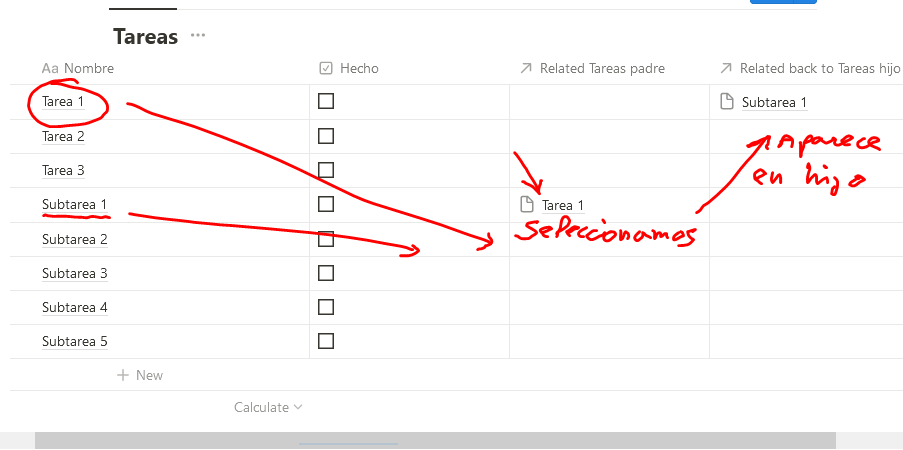 Tareas ...
Aa Nombre Hecho Related Tareas padre Related back to Tareas hijo
Tarea 1 Subtarea 1
Tarea 2
Aparece
en hijo
Tarea 3
Subtarea 1 Tarea 1
Seleccionamos
Subtarea 2
Subtarea 3
Subtarea 4
Subtarea 5
+ New
Calculate